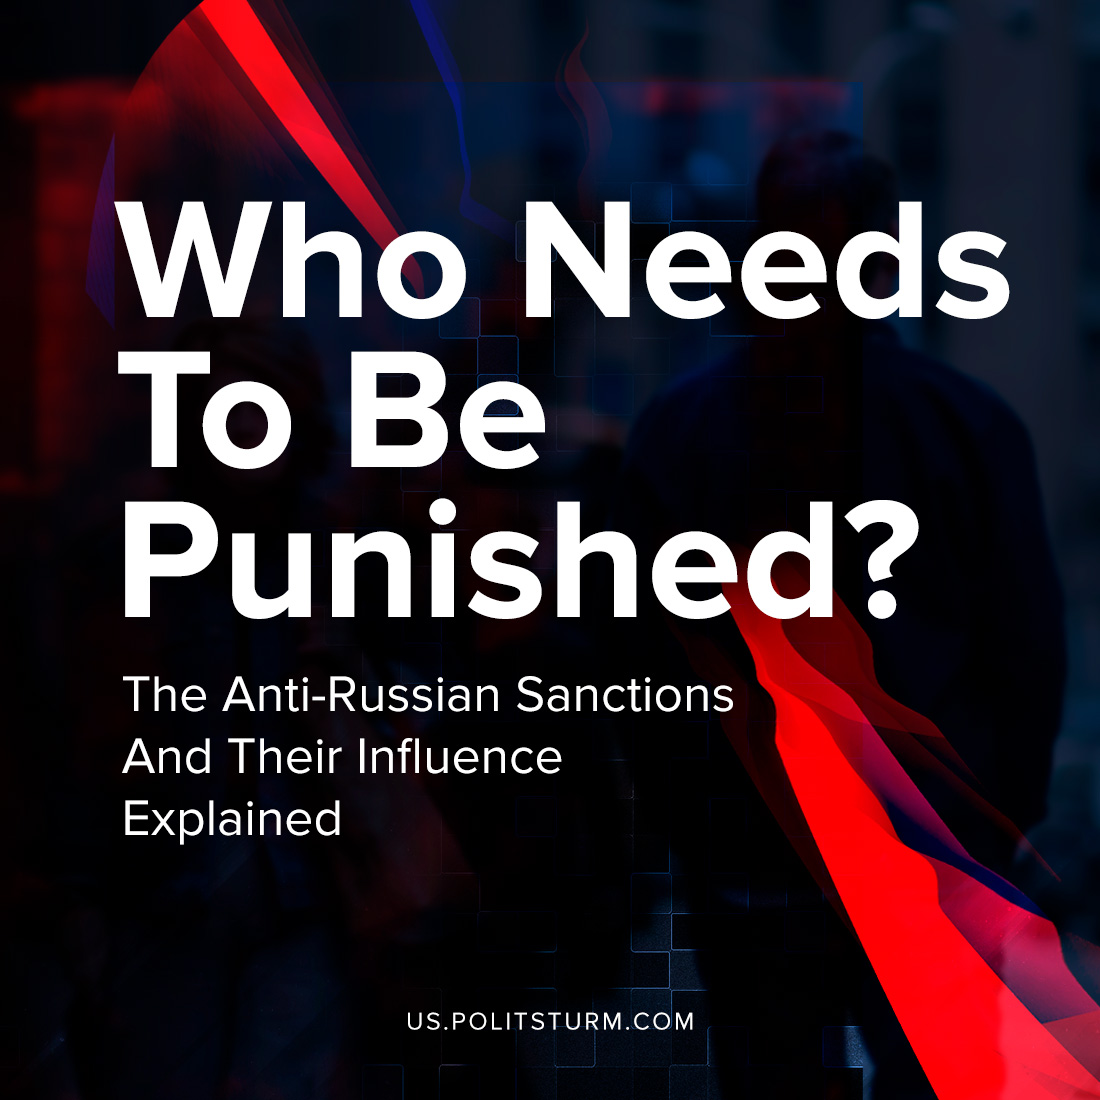 Who Needs
To Be
Punished?
The Anti-Russian Sanctions
And Their Influence
Explained
US.POLITSTURM.COM